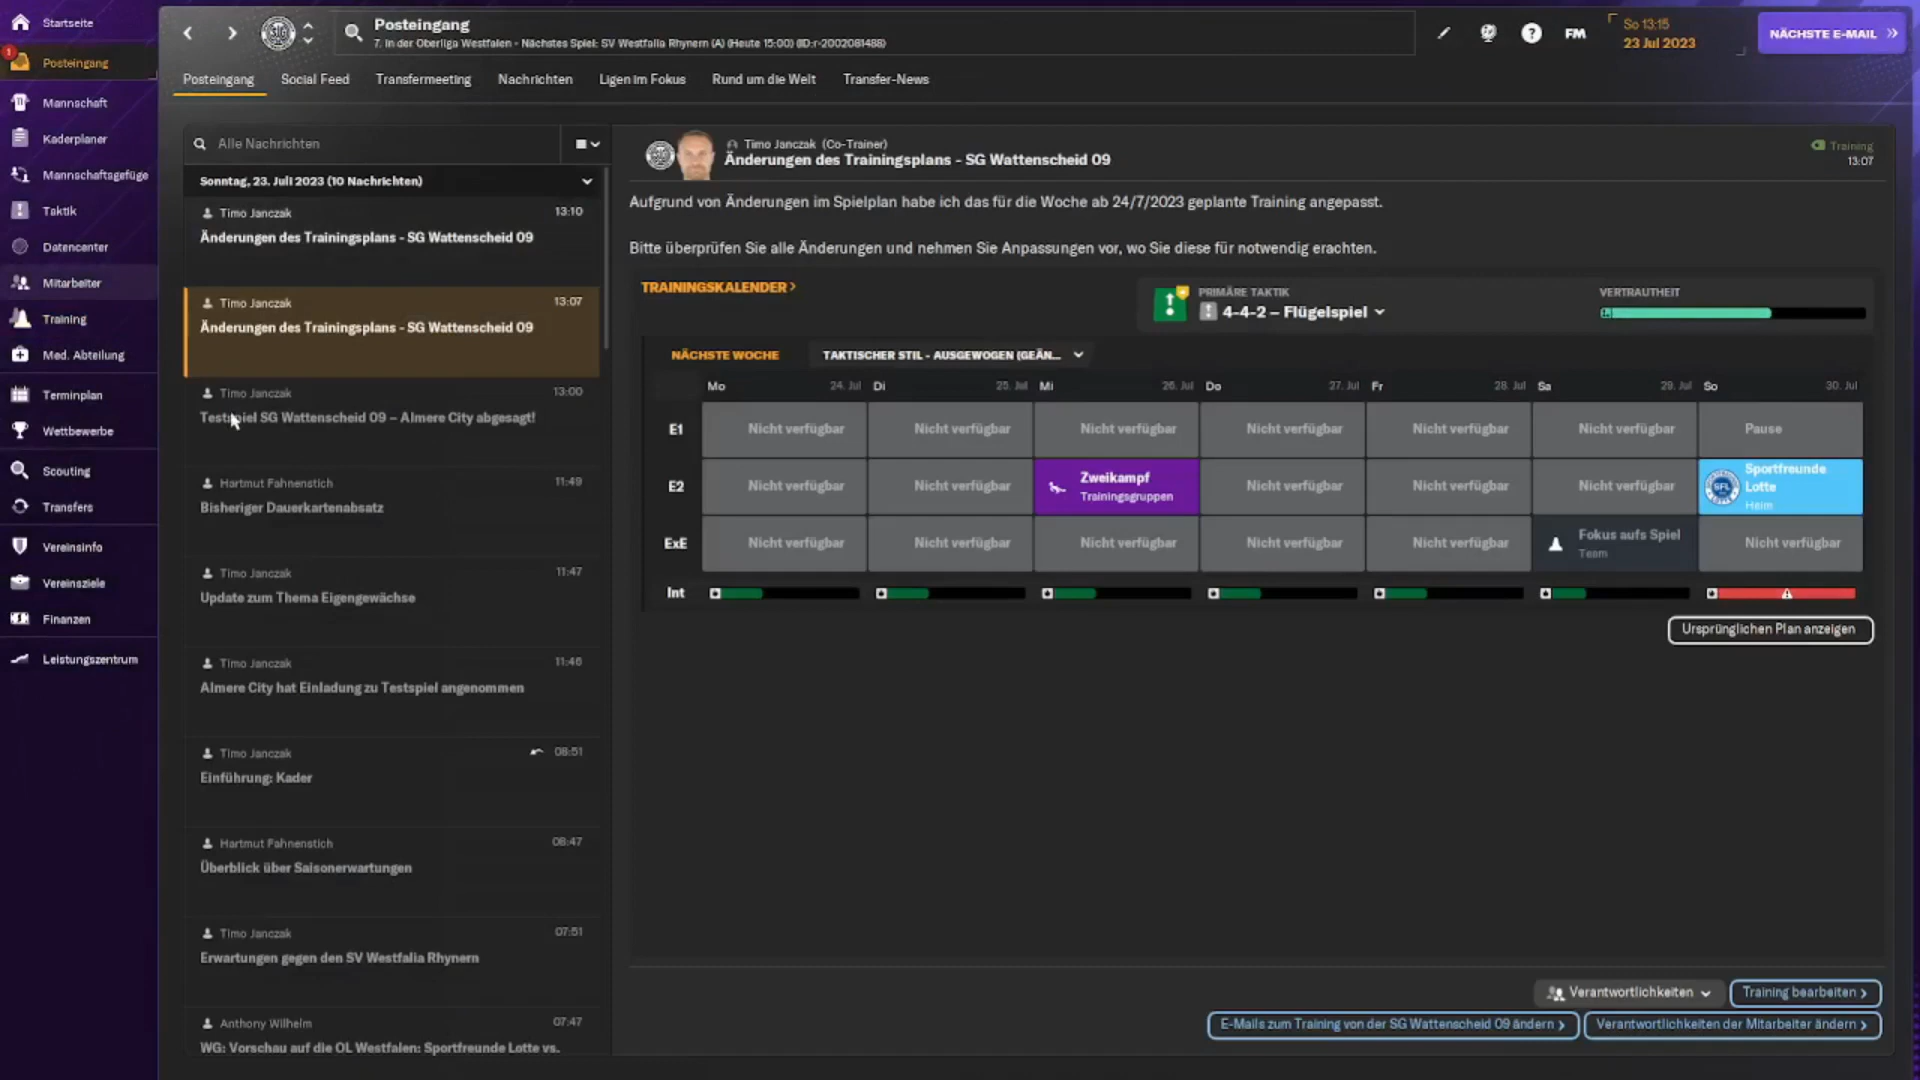 Startseite
1
Posteingang
Mannschaft
Kaderplaner
Mannschaftsgefüge
Taktik
Datencenter
Mitarbeiter
Training
Med. Abteilung
Terminplan
Wettbewerbe
Scouting
Transfers
Vereinsinfo
Vereinsziele
Finanzen
Leistungszentrum
Posteingang
7. in der Oberliga Westfalen - Nächstes Spiel: SV Westfalia Rhynern (A) (Heute 15:00) (ID:r-2002081488)
FM
So 13:15
23 Jul 2023
NÄCHSTE E-MAIL
Posteingang Social Feed Transfermeeting Nachrichten Ligen im Fokus Rund um die Welt Transfer-News
Alle Nachrichten
Sonntag, 23. Juli 2023 (10 Nachrichten)
Timo Janczak 13:10
Änderungen des Trainingsplans - SG Wattenscheid 09
Timo Janczak 13:07
Änderungen des Trainingsplans - SG Wattenscheid 09
Timo Janczak 13:00
Testspiel SG Wattenscheid 09 – Almere City abgesagt!
Hartmut Fahnenstich 11:49
Bisheriger Dauerkartenabsatz
Timo Janczak 11:47
Update zum Thema Eigengewächse
Timo Janczak 11:46
Almere City hat Einladung zu Testspiel angenommen
Timo Janczak 08:51
Einführung: Kader
Hartmut Fahnenstich 08:47
Überblick über Saisonerwartungen
Timo Janczak 07:51
Erwartungen gegen den SV Westfalia Rhynern
Anthony Wilhelm 07:47
WG: Vorschau auf die OL Westfalen: Sportfreunde Lotte vs.
Timo Janczak (Co-Trainer)
Änderungen des Trainingsplans - SG Wattenscheid 09
Training
13:07
Aufgrund von Änderungen im Spielplan habe ich das für die Woche ab 24/7/2023 geplante Training angepasst.
Bitte überprüfen Sie alle Änderungen und nehmen Sie Anpassungen vor, wo Sie diese für notwendig erachten.
TRAININGSKALENDER >
PRIMÄRE TAKTIK
4-4-2 – Flügelspiel
VERTRAUTHEIT
NÄCHSTE WOCHE
TAKTISCHER STIL - AUSGEWOGEN (GEÄN...
Mo 24. Jul Di 25. Jul Mi 26. Jul Do 27. Jul Fr 28. Jul Sa 29. Jul So 30. Jul
E1 Nicht verfügbar Nicht verfügbar Nicht verfügbar Nicht verfügbar Nicht verfügbar Nicht verfügbar Pause
E2 Nicht verfügbar Nicht verfügbar Zweikampf Trainingsgruppen Nicht verfügbar Nicht verfügbar Nicht verfügbar SFL LOTTE Sportfreunde Lotte Heim
ExE Nicht verfügbar Nicht verfügbar Nicht verfügbar Nicht verfügbar Nicht verfügbar Fokus aufs Spiel Team Nicht verfügbar
Int
Ursprünglichen Plan anzeigen
Verantwortlichkeiten
Training bearbeiten >
E-Mails zum Training von der SG Wattenscheid 09 ändern >
Verantwortlichkeiten der Mitarbeiter ändern >